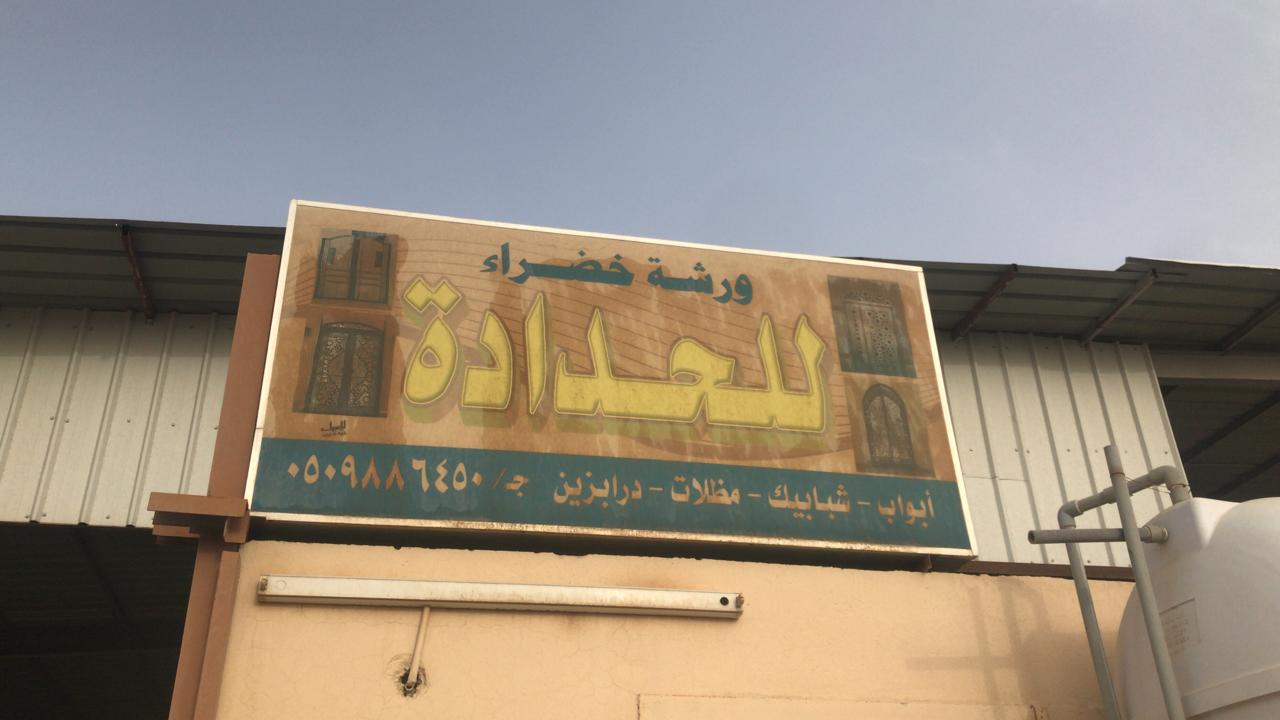 ورشة خضراء
للحدادة
أبواب - شبابيك - مظلات - درابزين ج/ ٠٥٠٩٨٨٦٤٥٠